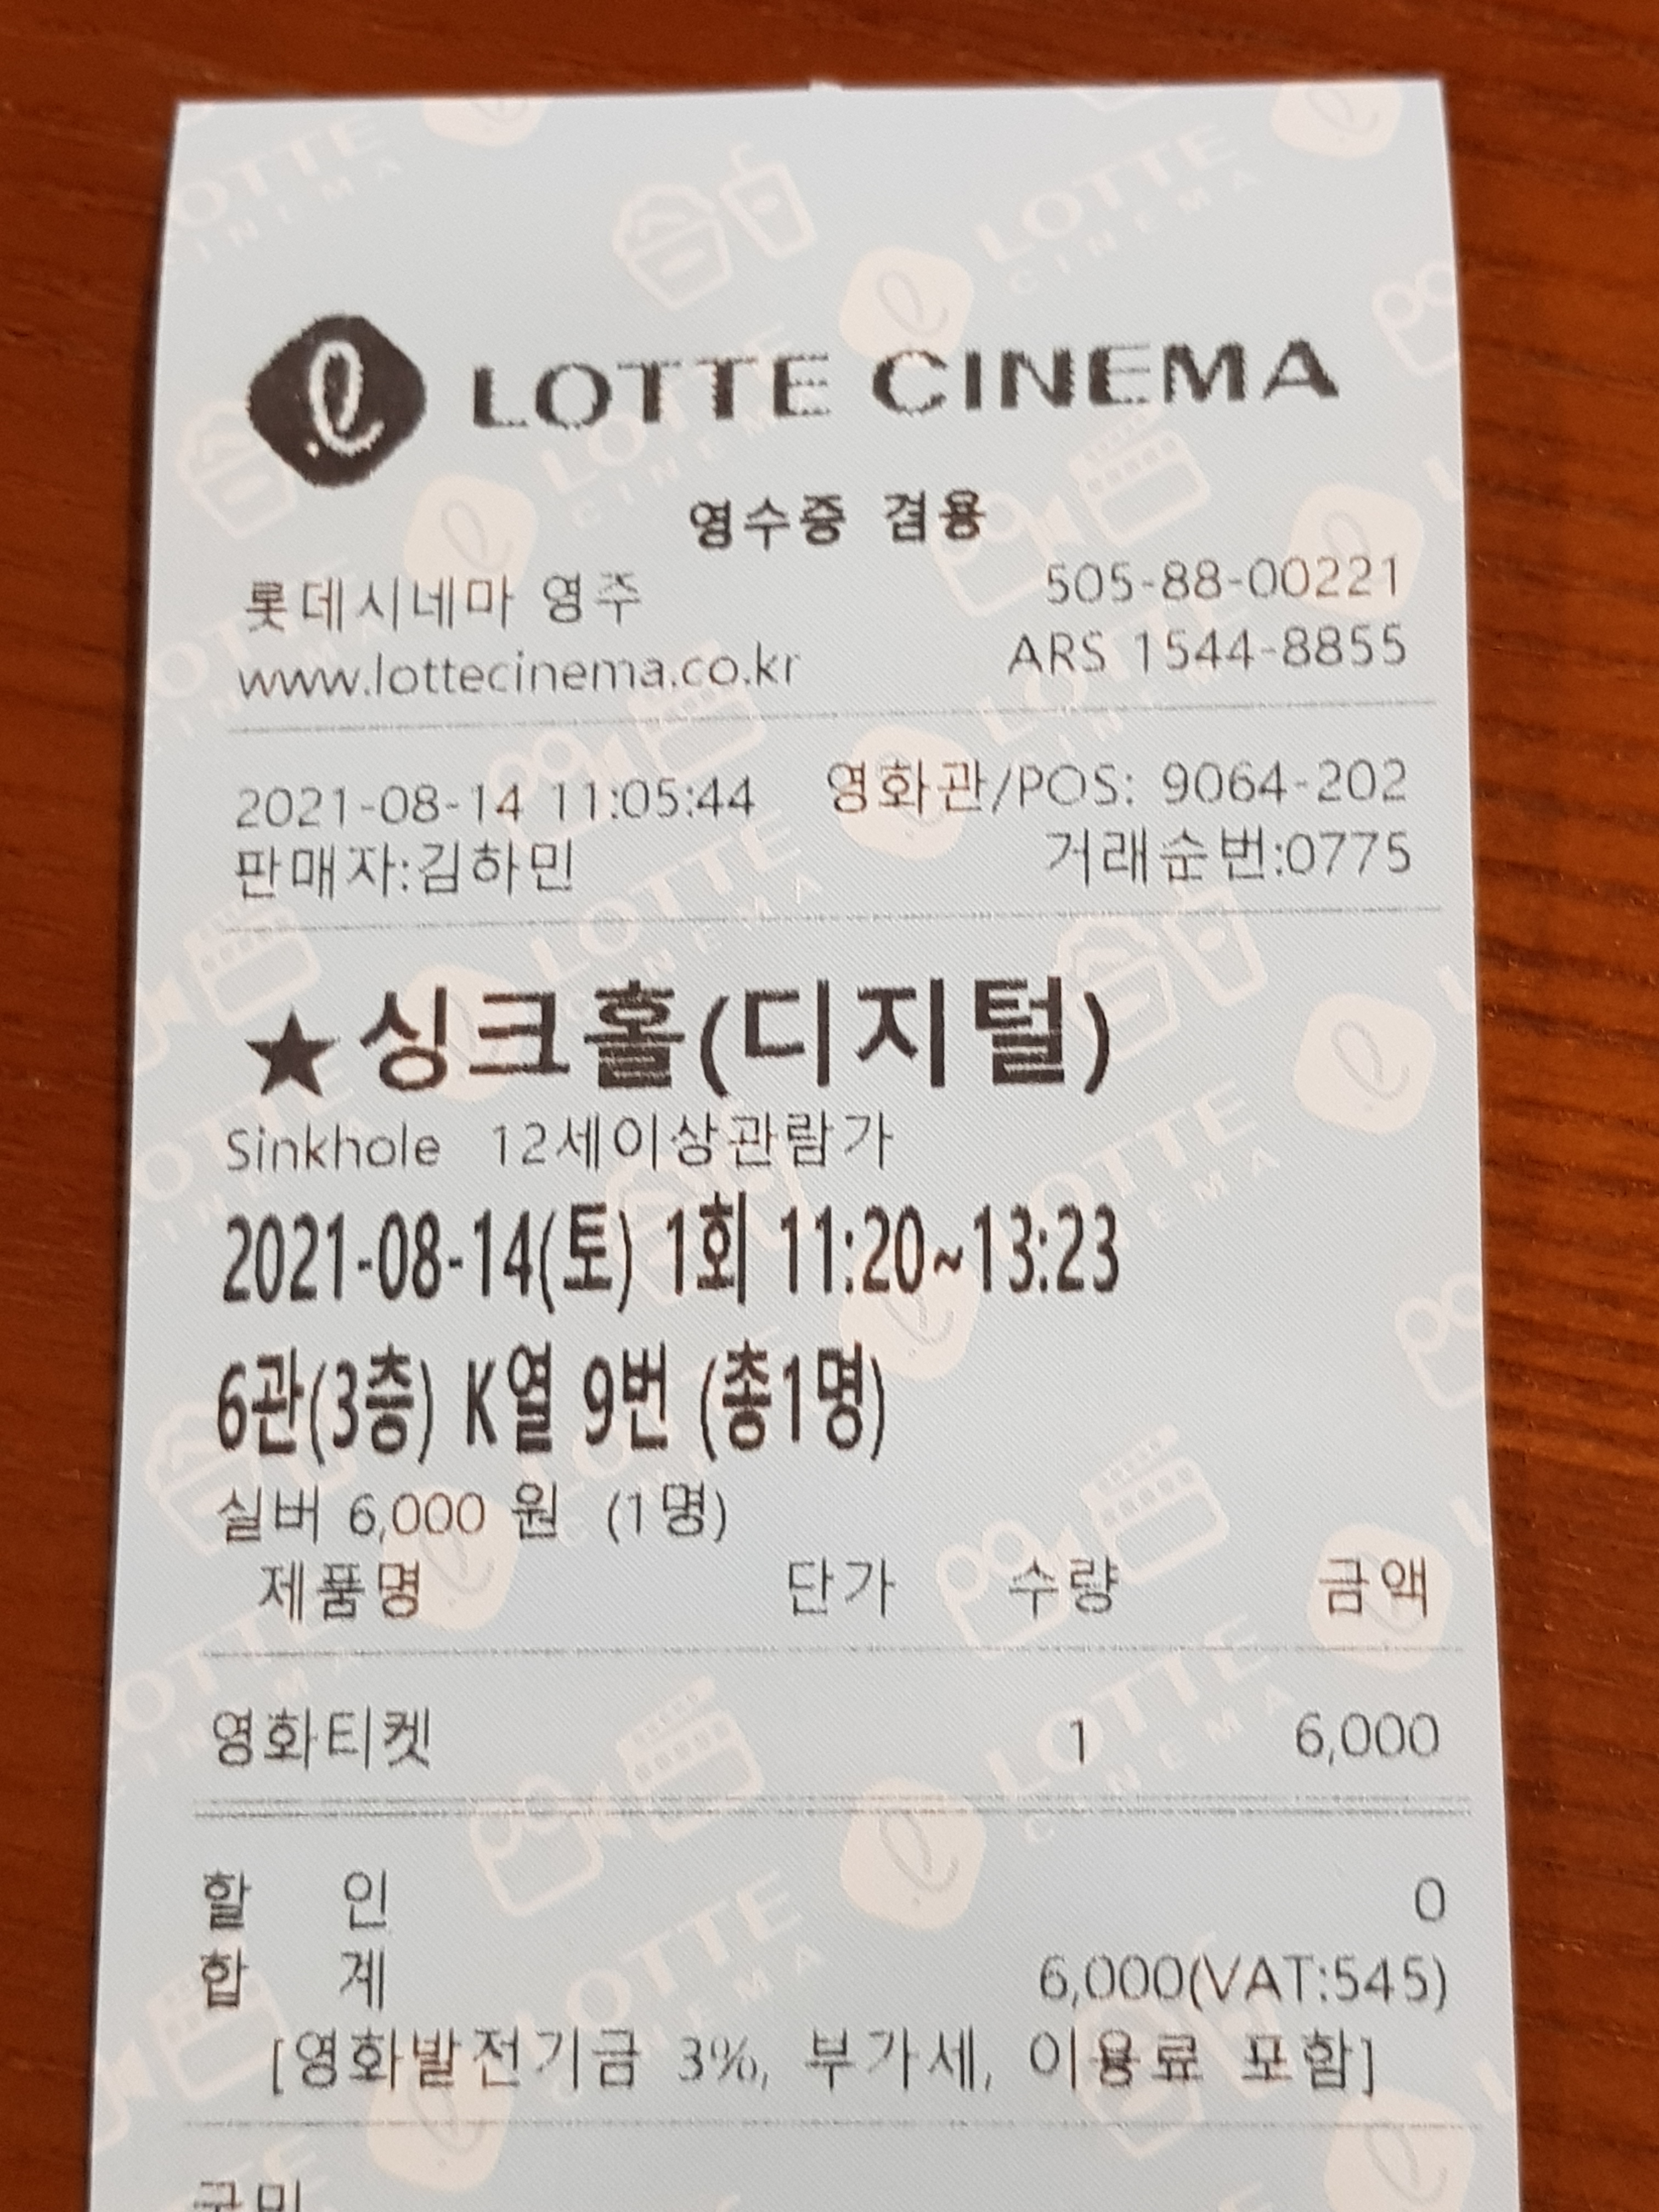 LOTTE CINEMA
영수증 겸용
롯데시네마 영주 505-88-00221
www.lottecinema.co.kr ARS 1544-8855
2021-08-14 11:05:44 영화관/POS: 9064-202
판매자:김하민 거래순번:0775
★싱크홀(디지털)
Sinkhole 12세이상관람가
2021-08-14(토) 1회 11:20~13:23
6관(3층) K열 9번 (총1명)
실버 6,000 원 (1명)
제품명 단가 수량 금액
영화티켓 1 6,000
할 인 0
합 계 6,000(VAT:545)
[영화발전기금 3%, 부가세, 이용료 포함]